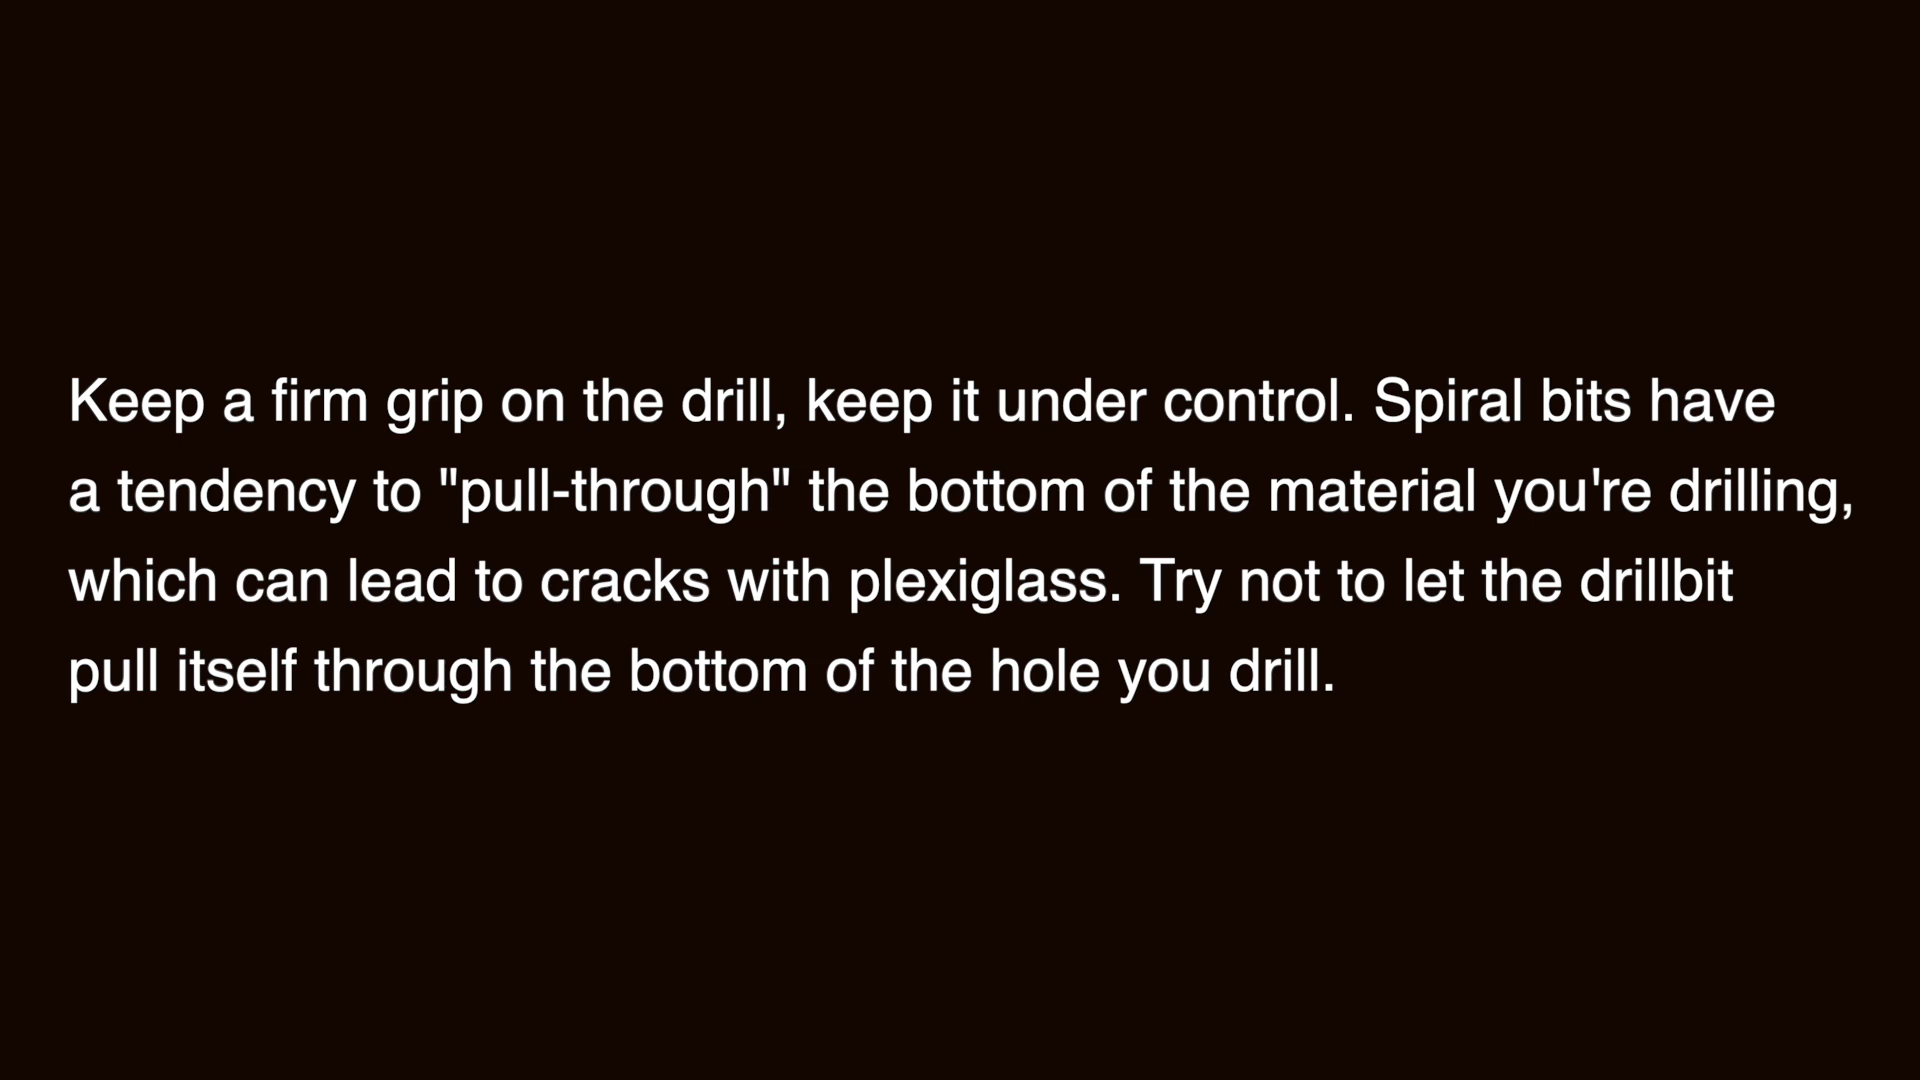 Keep a firm grip on the drill, keep it under control. Spiral bits have
a tendency to "pull-through" the bottom of the material you're drilling,
which can lead to cracks with plexiglass. Try not to let the drillbit
pull itself through the bottom of the hole you drill.